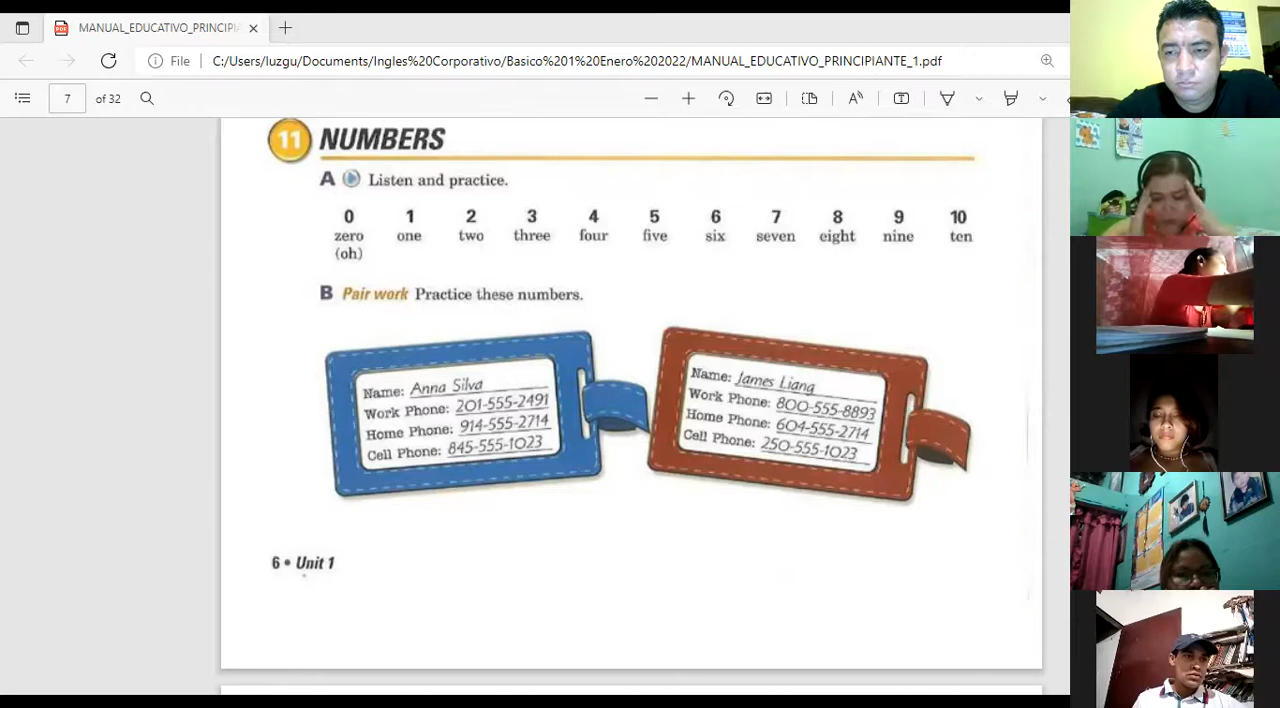 MANUAL_EDUCATIVO_PRINCIPI
File C:/Users/luzgu/Documents/Ingles%20Corporativo/Basico%201%20Enero%202022/MANUAL_EDUCATIVO_PRINCIPIANTE_1.pdf
7 of 32
11 NUMBERS
A Listen and practice.
0 1 2 3 4 5 6 7 8 9 10
zero one two three four five six seven eight nine ten
(oh)
B Pair work Practice these numbers.
Name: Anna Silva
Work Phone: 201-555-2491
Home Phone: 914-555-2714
Cell Phone: 845-555-1023
Name: James Liang
Work Phone: 800-555-8893
Home Phone: 604-555-2714
Cell Phone: 250-555-1023
6 • Unit 1